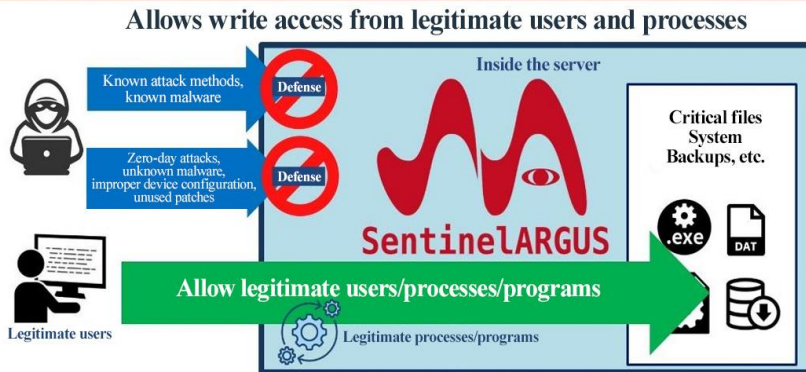 Allows write access from legitimate users and processes
Known attack methods,
known malware
Defense
Inside the server
Zero-day attacks,
unknown malware,
improper device configuration,
unused patches
Defense
SentinelARGUS
Critical files
System
Backups, etc.
.exe
DAT
Allow legitimate users/processes/programs
Legitimate users
Legitimate processes/programs